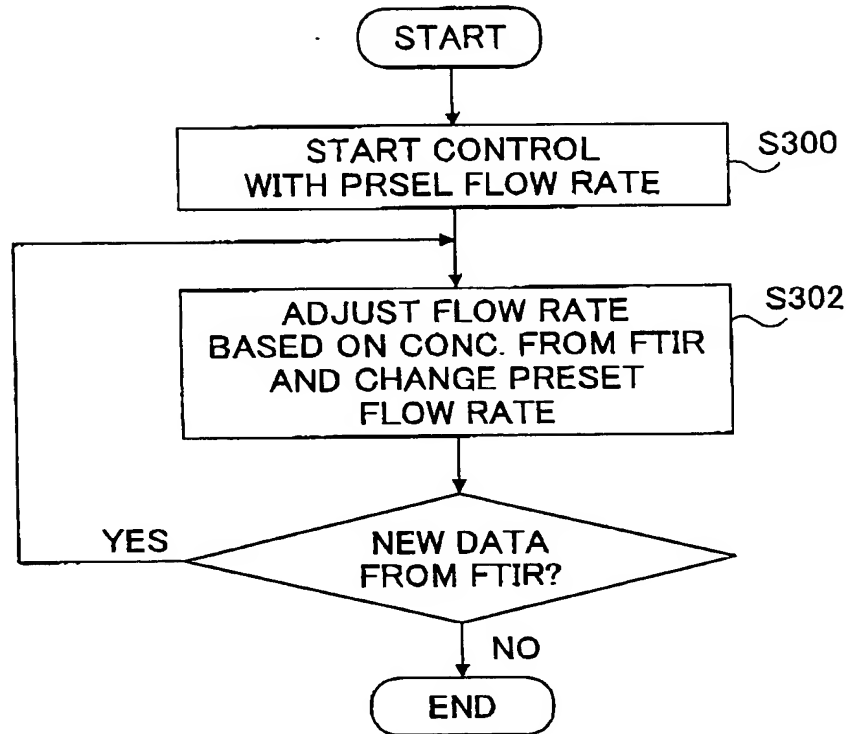 START
START CONTROL
WITH PRSEL FLOW RATE
S300
ADJUST FLOW RATE
BASED ON CONC. FROM FTIR
AND CHANGE PRESET
FLOW RATE
S302
YES
NEW DATA
FROM FTIR?
NO
END